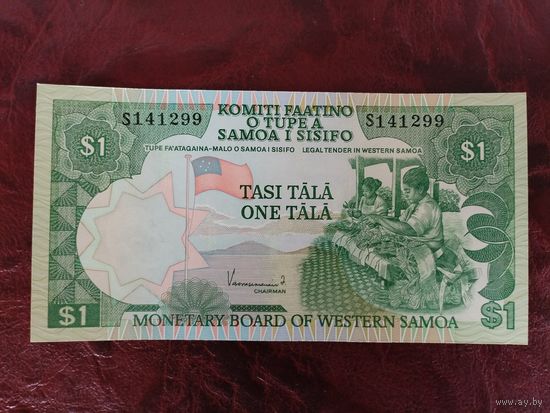 KOMITI FAATINO
O TUPE A
SAMOA I SISIFO
S141299 S141299
$1 $1
TUPE FA'ATAGAINA-MALO O SAMOA I SISIFO LEGAL TENDER IN WESTERN SAMOA
TASI TĀLĀ
ONE TĀLĀ
CHAIRMAN
$1 $1
MONETARY BOARD OF WESTERN SAMOA
www.ay.by